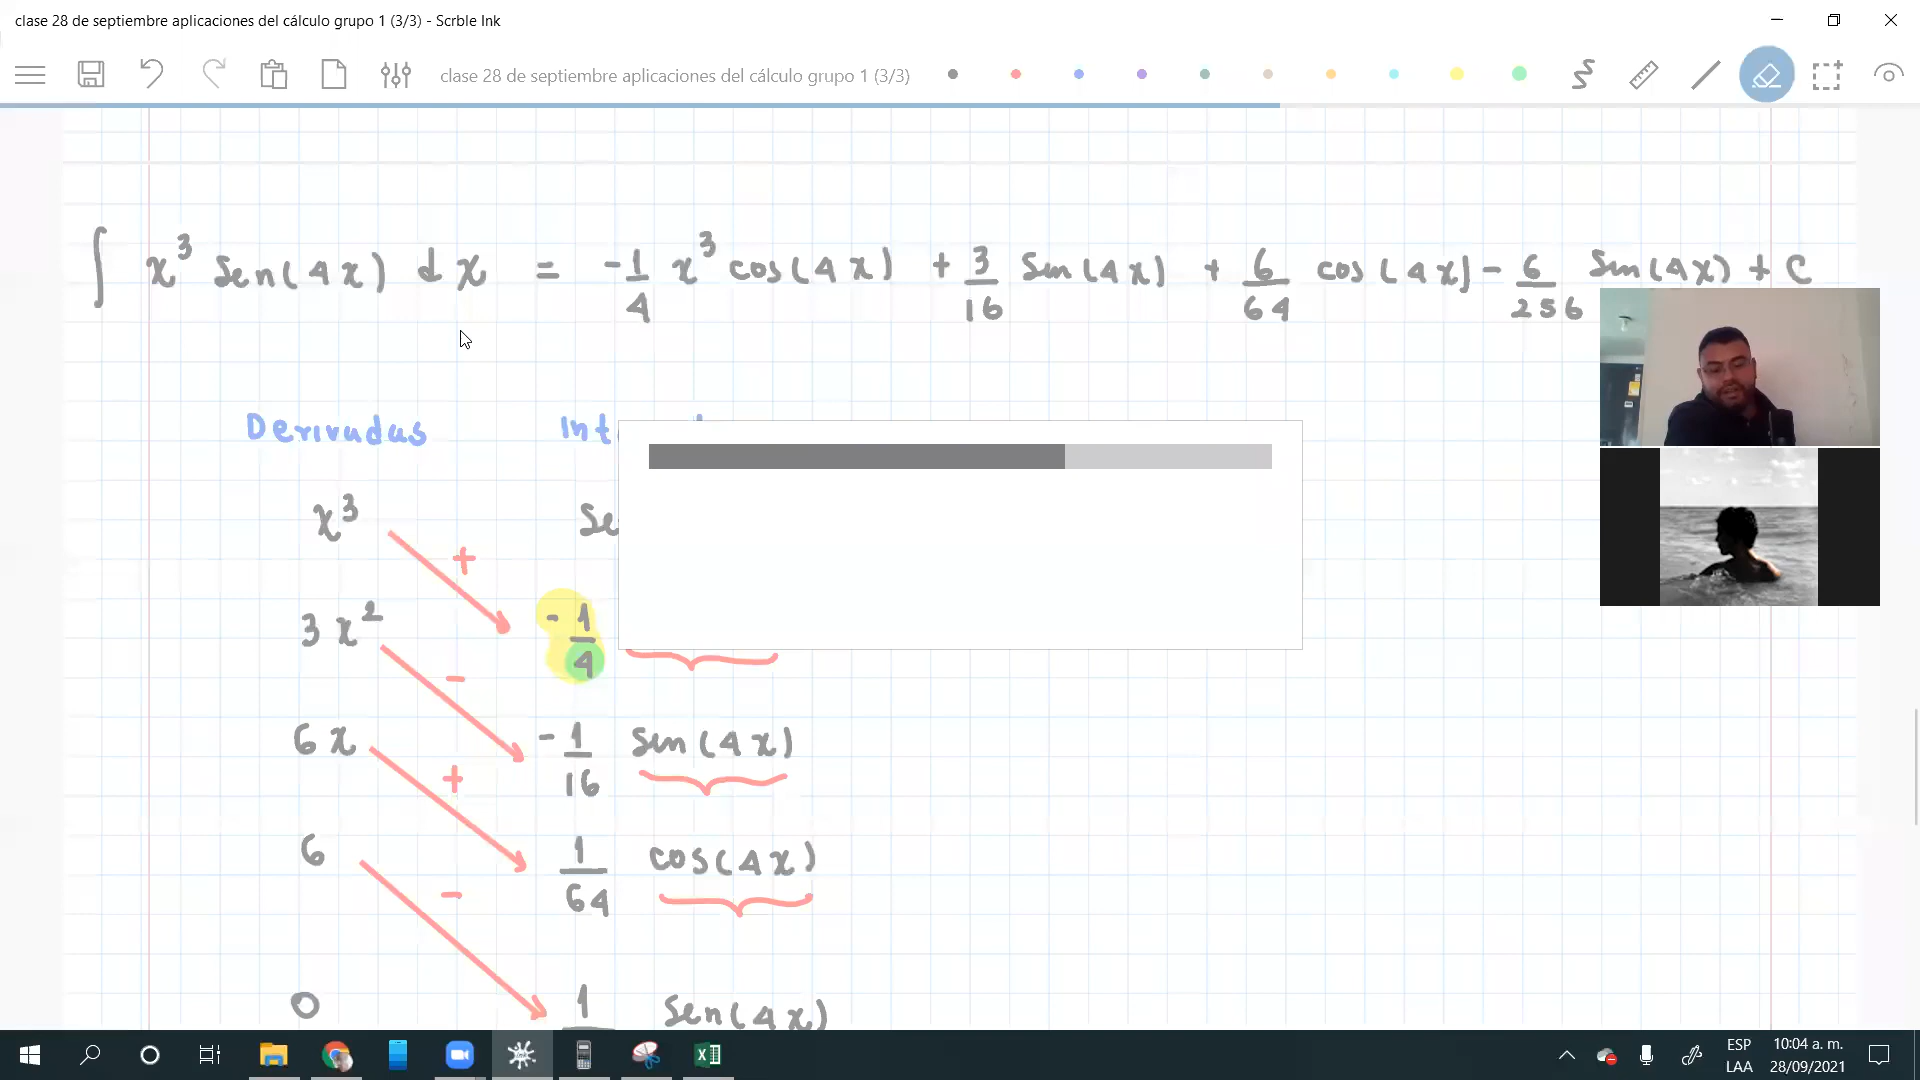 clase 28 de septiembre aplicaciones del cálculo grupo 1 (3/3) - Scrble Ink
clase 28 de septiembre aplicaciones del cálculo grupo 1 (3/3)
∫ x³ Sen(4x) dx = -1/4 x³ cos(4x) + 3/16 Sen(4x) + 6/64 cos(4x) - 6/256 Sen(4x) + C
Derivadas Int
x³ Se
+
3x² -1/4
-
6x -1/16 Sen(4x)
+
6 1/64 cos(4x)
-
0 1 Sen(4x)
ESP 10:04 a. m.
LAA 28/09/2021